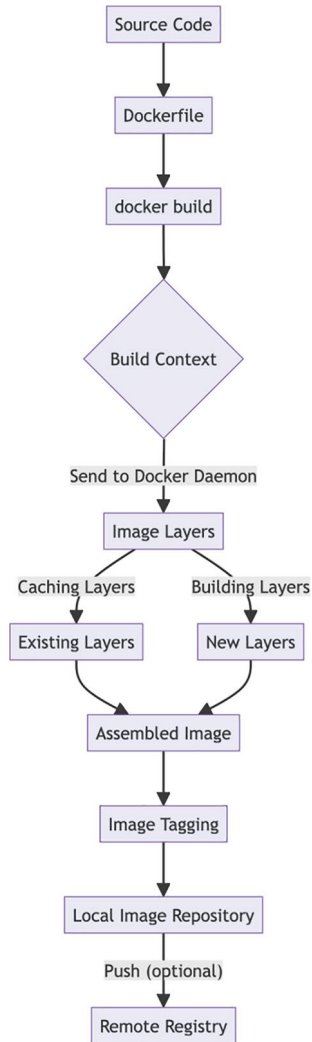 Source Code
Dockerfile
docker build
Build Context
Send to Docker Daemon
Image Layers
Caching Layers
Building Layers
Existing Layers
New Layers
Assembled Image
Image Tagging
Local Image Repository
Push (optional)
Remote Registry